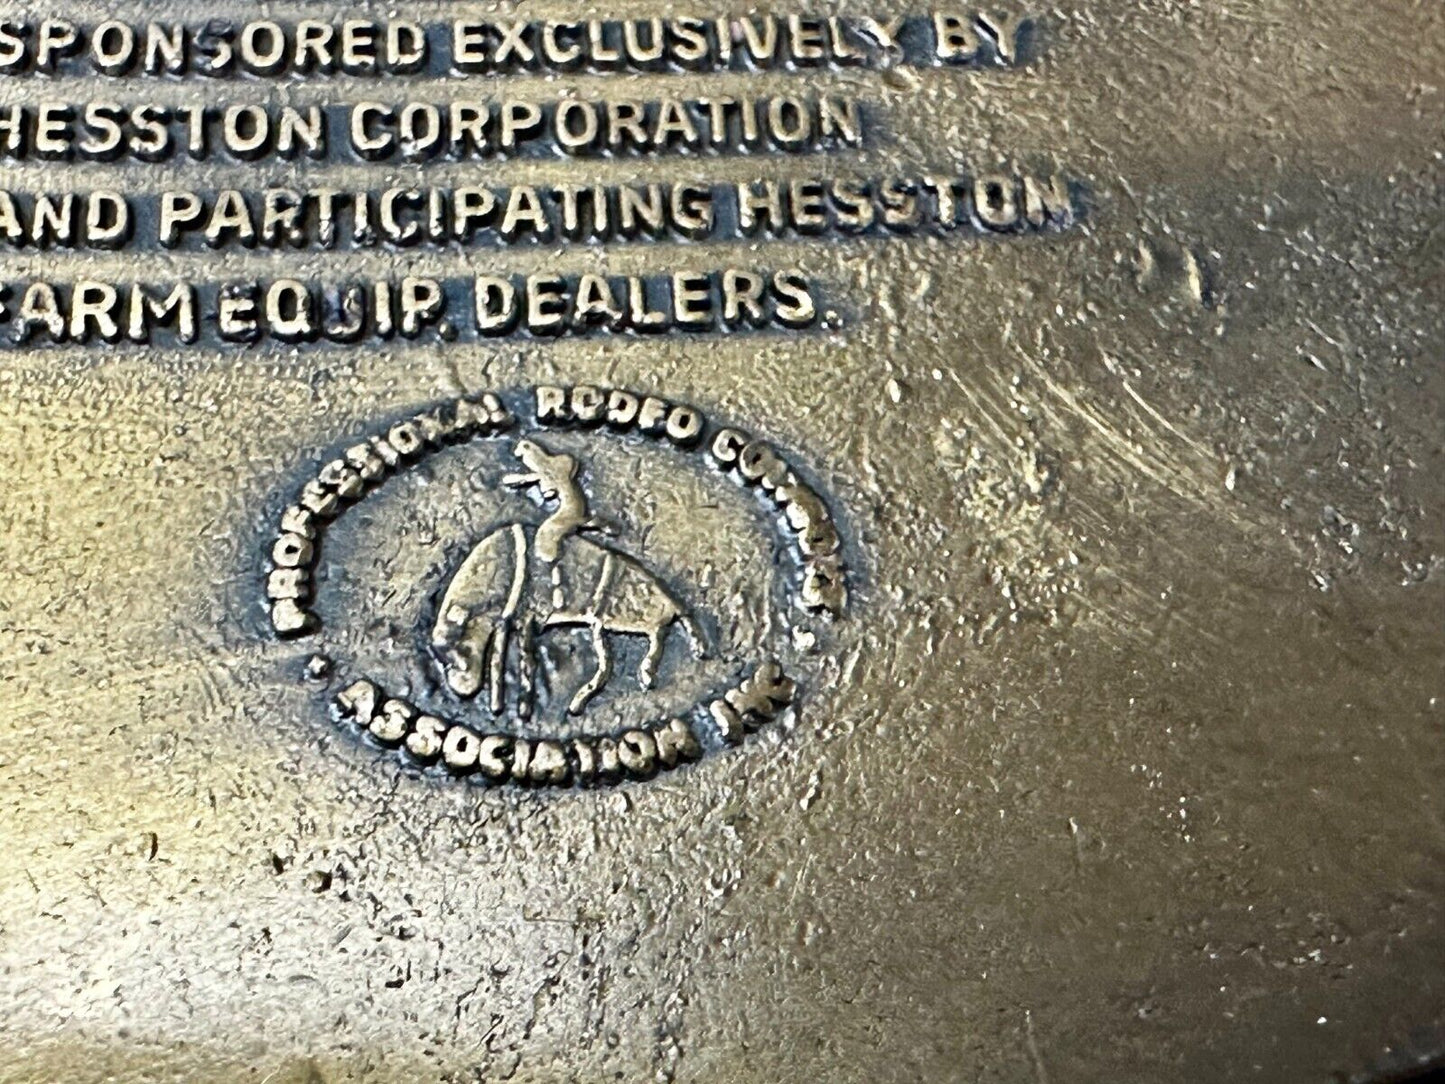 SPONSORED EXCLUSIVELY BY
HESSTON CORPORATION
AND PARTICIPATING HESSTON
FARM EQUIP. DEALERS.
PROFESSIONAL RODEO COWBOYS
• ASSOCIATION INC. •